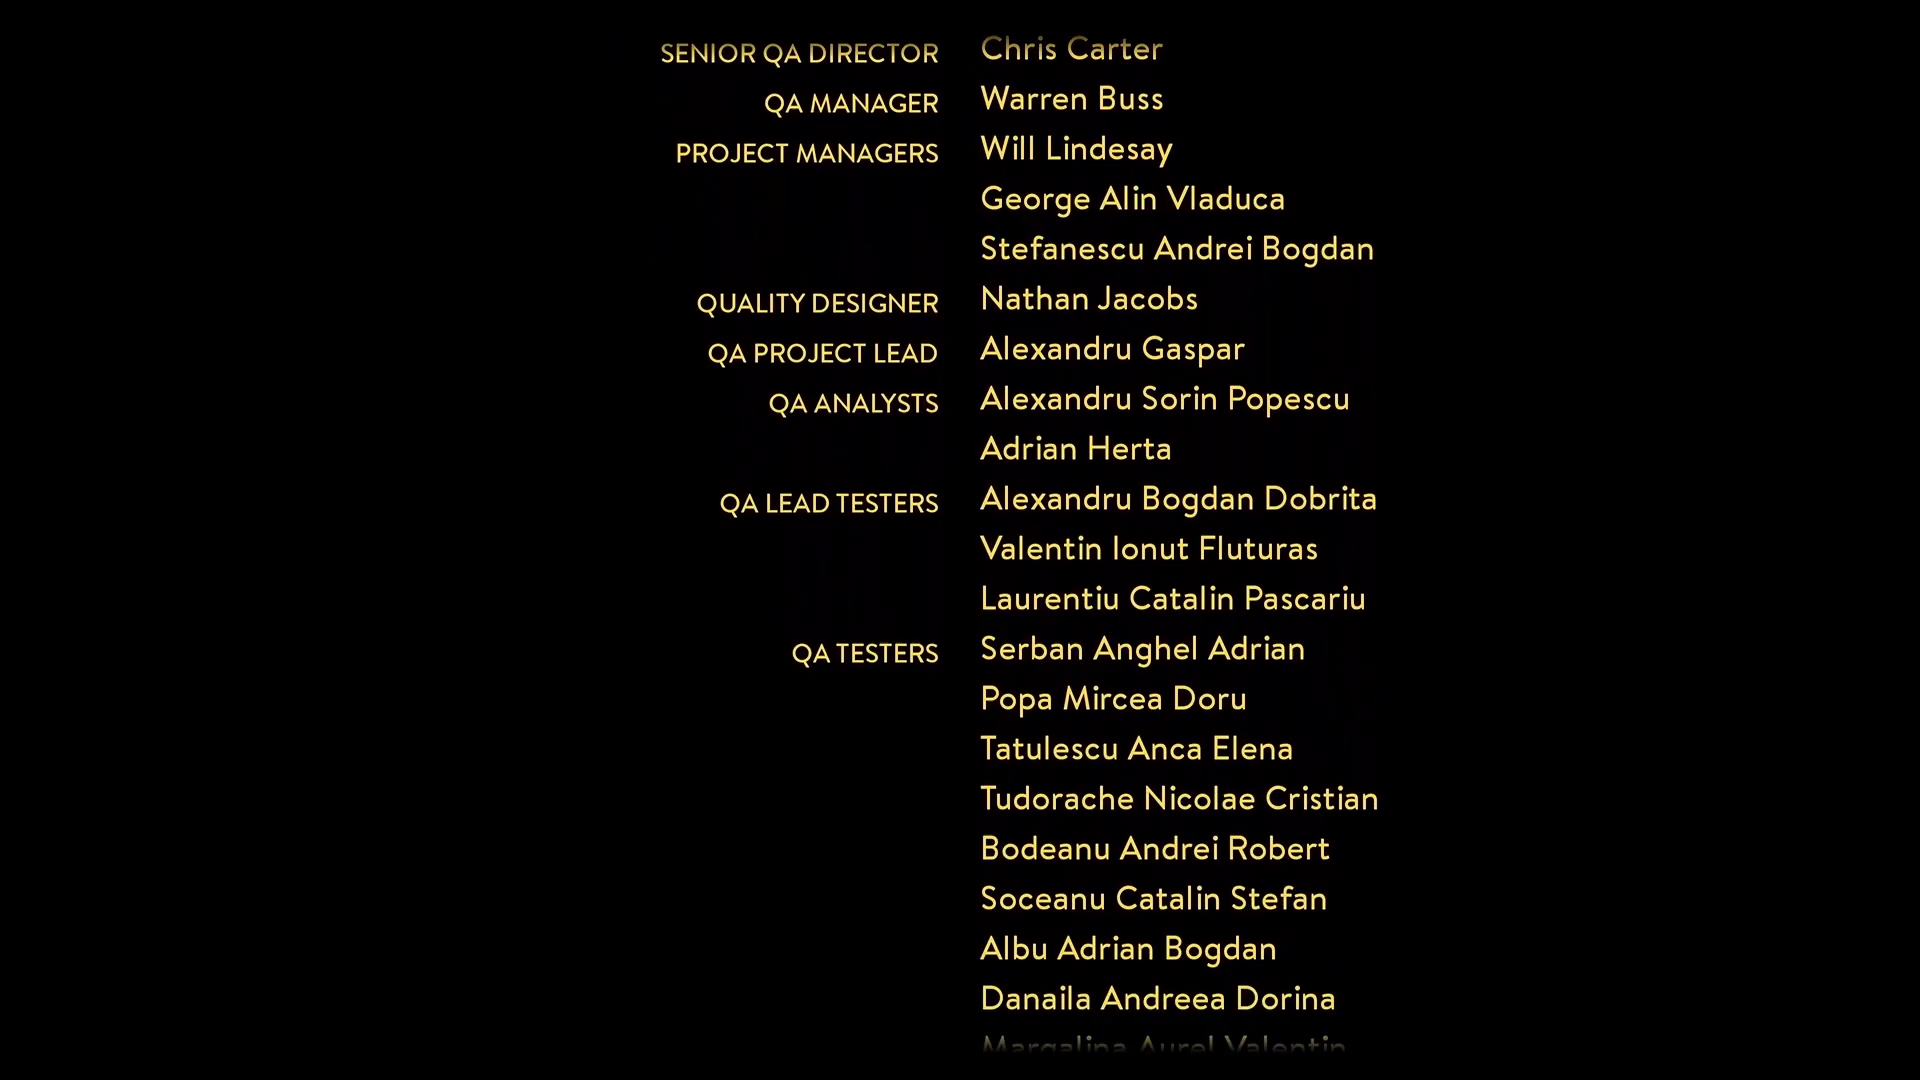 SENIOR QA DIRECTOR Chris Carter
QA MANAGER Warren Buss
PROJECT MANAGERS Will Lindesay
George Alin Vladuca
Stefanescu Andrei Bogdan
QUALITY DESIGNER Nathan Jacobs
QA PROJECT LEAD Alexandru Gaspar
QA ANALYSTS Alexandru Sorin Popescu
Adrian Herta
QA LEAD TESTERS Alexandru Bogdan Dobrita
Valentin Ionut Fluturas
Laurentiu Catalin Pascariu
QA TESTERS Serban Anghel Adrian
Popa Mircea Doru
Tatulescu Anca Elena
Tudorache Nicolae Cristian
Bodeanu Andrei Robert
Soceanu Catalin Stefan
Albu Adrian Bogdan
Danaila Andreea Dorina
Margalina Aurel Valentin